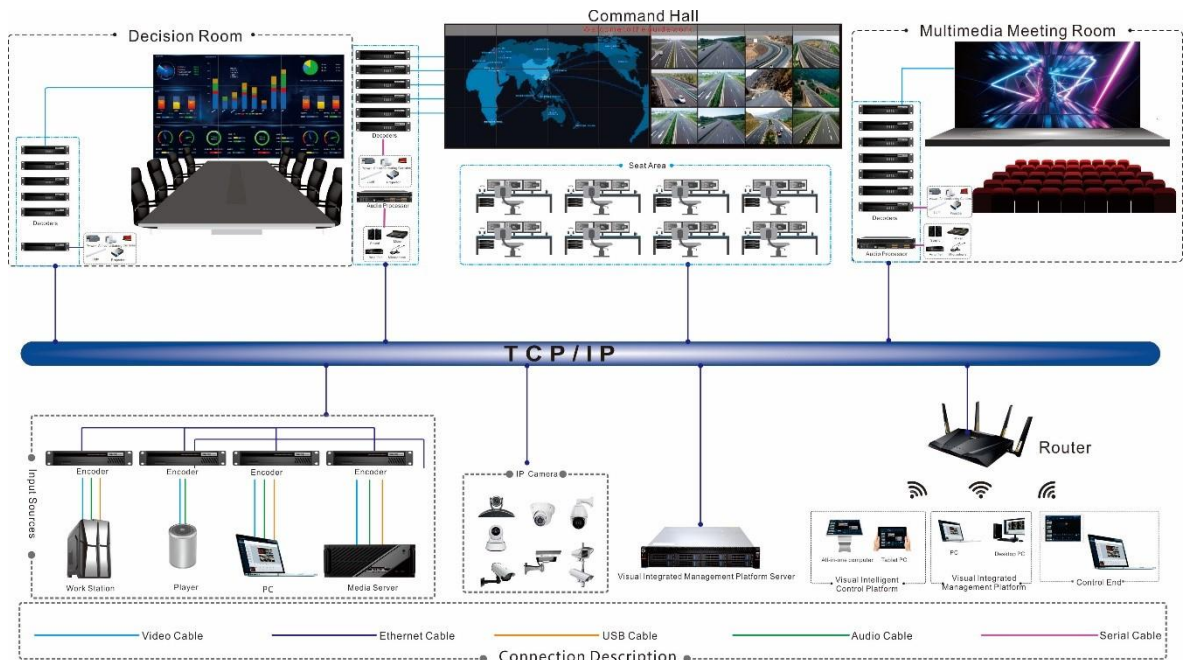 Command Hall
Decision Room
Multimedia Meeting Room
Decoders
Audio Processor
Seat Area
Decoders
Decoders
Audio Processor
TCP/IP
Input Sources
Encoder
Encoder
Encoder
Encoder
Work Station
Player
PC
Media Server
IP Camera
Visual Integrated Management Platform Server
Router
All-in-one computer
Tablet PC
PC
Desktop PC
Visual Intelligent
Control Platform
Visual Integrated
Management Platform
Control End
Video Cable
Ethernet Cable
USB Cable
Audio Cable
Serial Cable
Connection Description